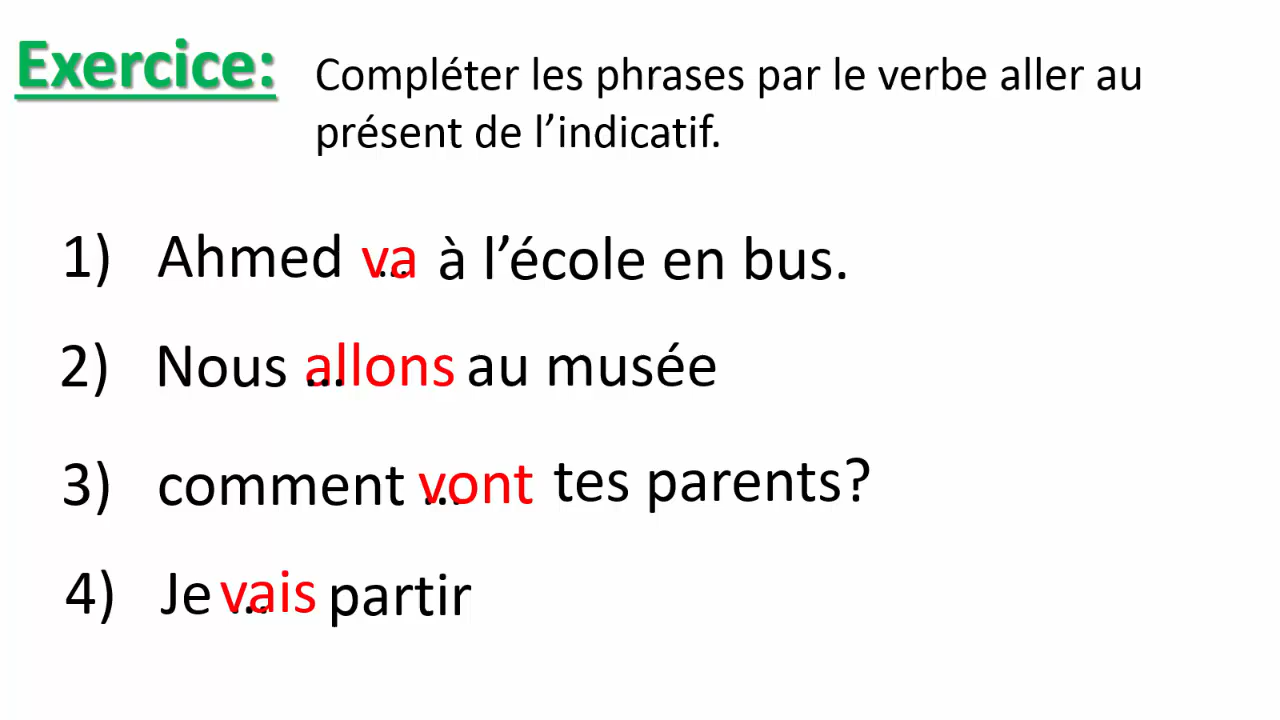 Exercice: Compléter les phrases par le verbe aller au
présent de l’indicatif.
1) Ahmed va... à l’école en bus.
2) Nous allons... au musée
3) comment vont... tes parents?
4) Je vais... partir